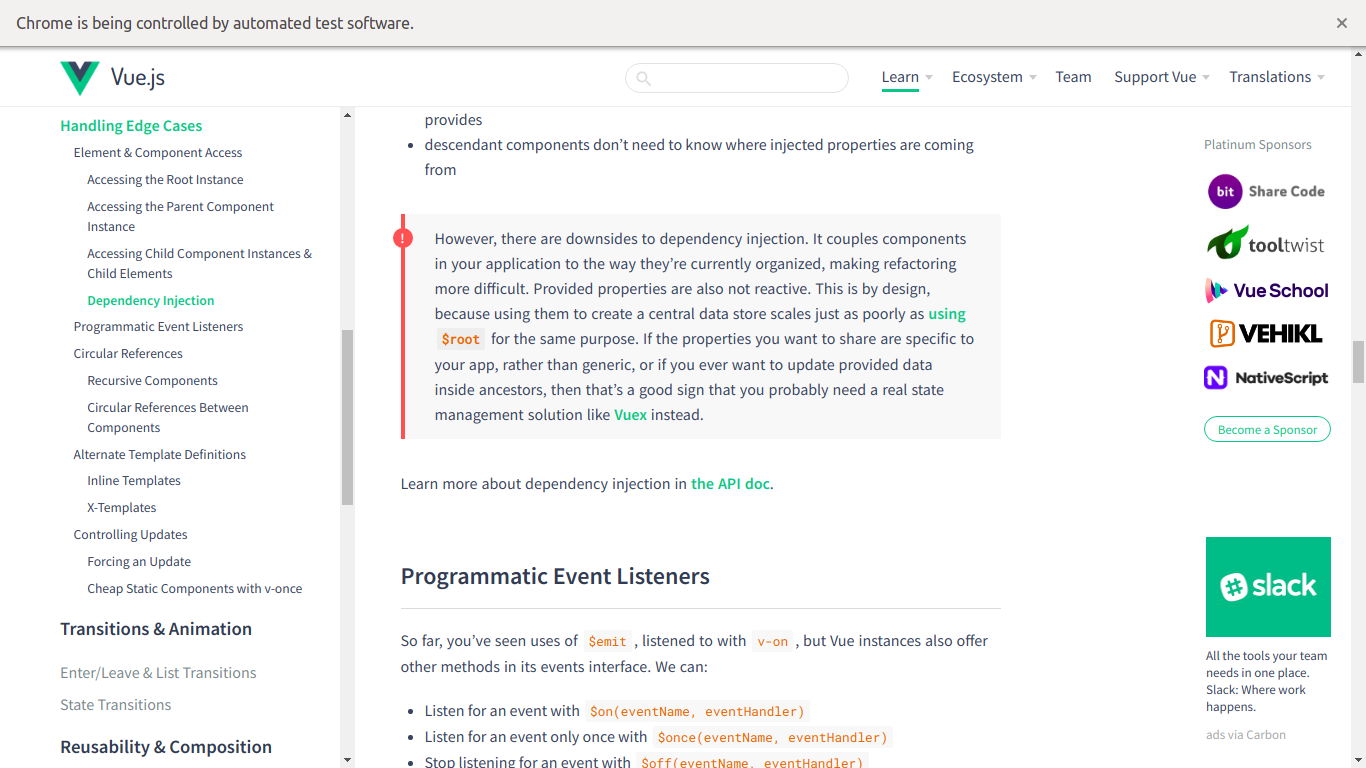 Chrome is being controlled by automated test software.
Vue.js
Learn
Ecosystem
Team
Support Vue
Translations
Handling Edge Cases
Element & Component Access
Accessing the Root Instance
Accessing the Parent Component
Instance
Accessing Child Component Instances &
Child Elements
Dependency Injection
Programmatic Event Listeners
Circular References
Recursive Components
Circular References Between
Components
Alternate Template Definitions
Inline Templates
X-Templates
Controlling Updates
Forcing an Update
Cheap Static Components with v-once
Transitions & Animation
Enter/Leave & List Transitions
State Transitions
Reusability & Composition
provides
descendant components don’t need to know where injected properties are coming
from
However, there are downsides to dependency injection. It couples components
in your application to the way they’re currently organized, making refactoring
more difficult. Provided properties are also not reactive. This is by design,
because using them to create a central data store scales just as poorly as using
$root for the same purpose. If the properties you want to share are specific to
your app, rather than generic, or if you ever want to update provided data
inside ancestors, then that’s a good sign that you probably need a real state
management solution like Vuex instead.
Learn more about dependency injection in the API doc.
Programmatic Event Listeners
So far, you’ve seen uses of $emit, listened to with v-on, but Vue instances also offer
other methods in its events interface. We can:
Listen for an event with $on(eventName, eventHandler)
Listen for an event only once with $once(eventName, eventHandler)
Stop listening for an event with $off(eventName, eventHandler)
Platinum Sponsors
bit Share Code
tooltwist
Vue School
VEHIKL
N NativeScript
Become a Sponsor
slack
All the tools your team
needs in one place.
Slack: Where work
happens.
ads via Carbon